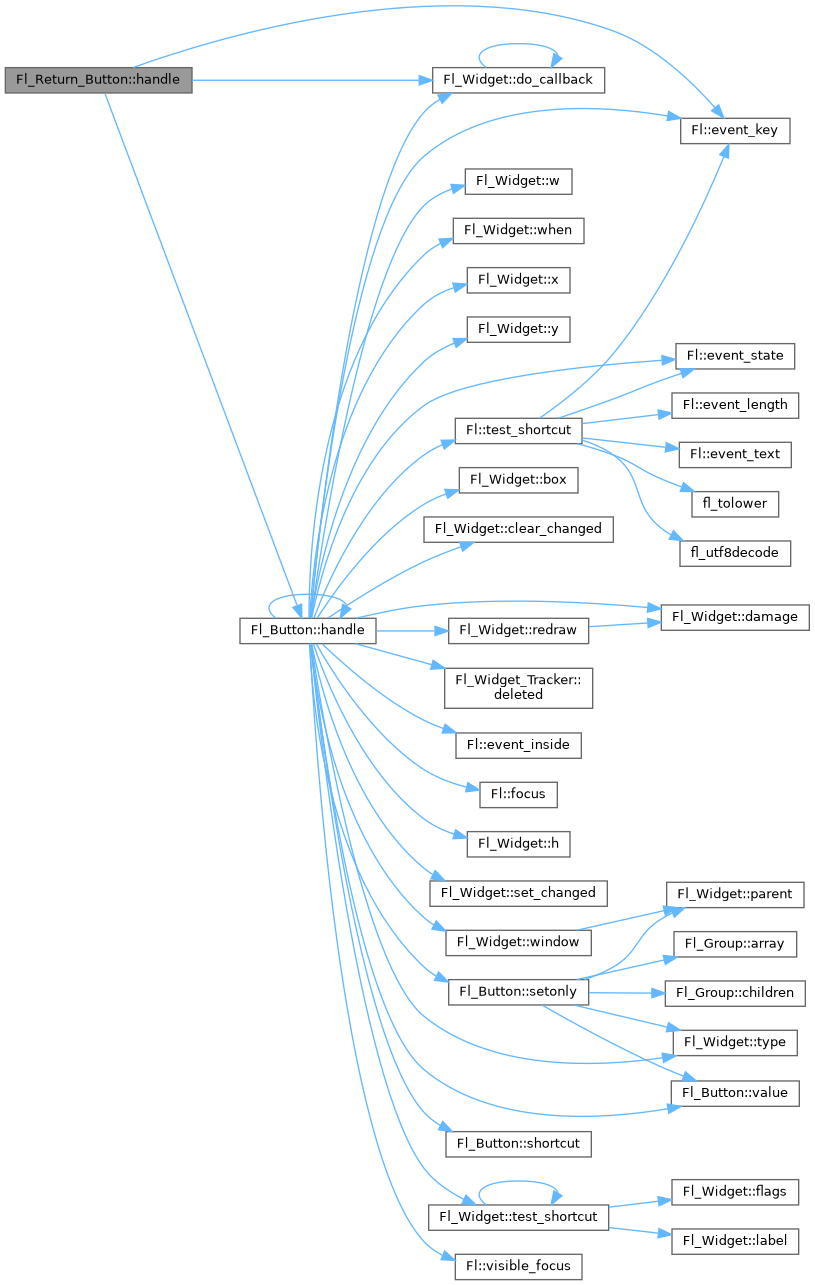 Fl_Return_Button::handle
Fl_Widget::do_callback
Fl::event_key
Fl_Widget::w
Fl_Widget::when
Fl_Widget::x
Fl_Widget::y
Fl::event_state
Fl::event_length
Fl::test_shortcut
Fl::event_text
Fl_Widget::box
fl_tolower
Fl_Widget::clear_changed
fl_utf8decode
Fl_Button::handle
Fl_Widget::redraw
Fl_Widget::damage
Fl_Widget_Tracker::
deleted
Fl::event_inside
Fl::focus
Fl_Widget::h
Fl_Widget::set_changed
Fl_Widget::parent
Fl_Widget::window
Fl_Group::array
Fl_Button::setonly
Fl_Group::children
Fl_Widget::type
Fl_Button::value
Fl_Button::shortcut
Fl_Widget::flags
Fl_Widget::test_shortcut
Fl_Widget::label
Fl::visible_focus